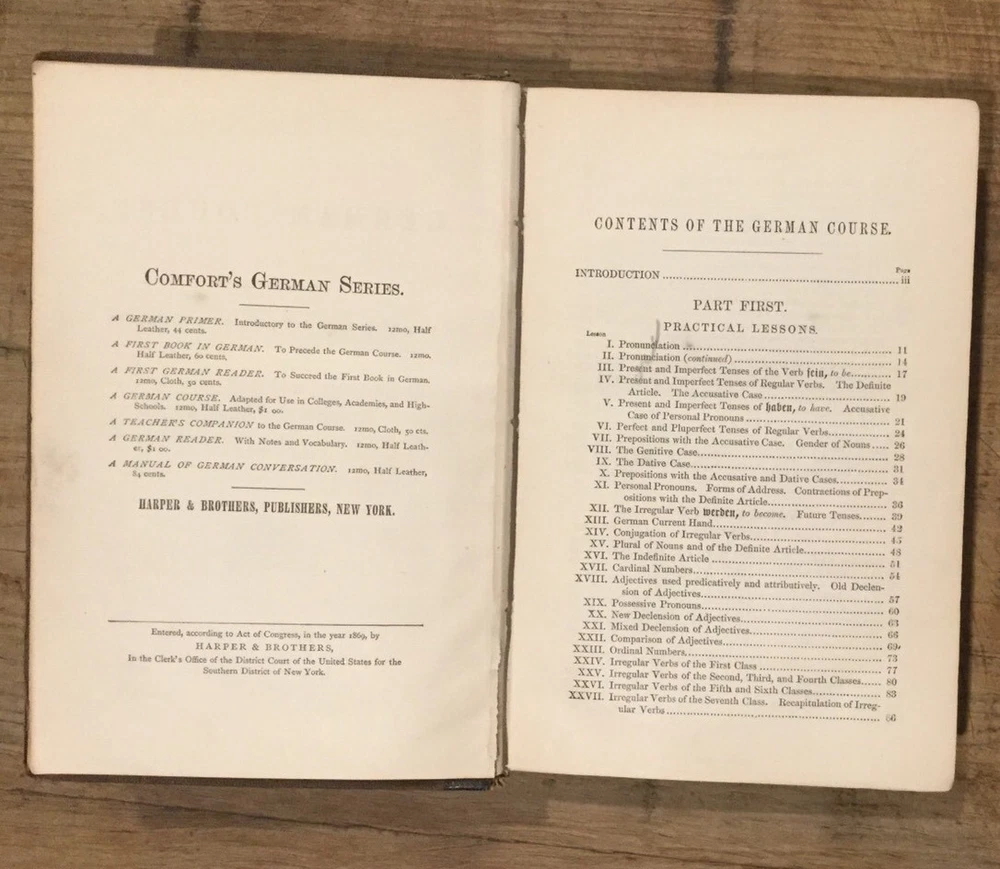 COMFORT'S GERMAN SERIES.
A GERMAN PRIMER. Introductory to the German Series. 12mo, Half
Leather, 44 cents.
A FIRST BOOK IN GERMAN. To Precede the German Course. 12mo.
Half Leather, 60 cents.
A FIRST GERMAN READER. To Succeed the First Book in German.
12mo, Cloth, 50 cents.
A GERMAN COURSE. Adapted for Use in Colleges, Academies, and High-
Schools. 12mo, Half Leather, $1 00.
A TEACHER'S COMPANION to the German Course. 12mo, Cloth, 50 cts.
A GERMAN READER. With Notes and Vocabulary. 12mo, Half Leath-
er, $1 00.
A MANUAL OF GERMAN CONVERSATION. 12mo, Half Leather,
84 cents.
HARPER & BROTHERS, PUBLISHERS, NEW YORK.
Entered, according to Act of Congress, in the year 1869, by
HARPER & BROTHERS,
In the Clerk's Office of the District Court of the United States for the
Southern District of New York.
CONTENTS OF THE GERMAN COURSE.
Page
INTRODUCTION ........ iii
PART FIRST.
PRACTICAL LESSONS.
Lesson
I. Pronunciation ........ 11
II. Pronunciation (continued) ........ 14
III. Present and Imperfect Tenses of the Verb sein, to be ........ 17
IV. Present and Imperfect Tenses of Regular Verbs. The Definite
Article. The Accusative Case ........ 19
V. Present and Imperfect Tenses of haben, to have. Accusative
Case of Personal Pronouns ........ 21
VI. Perfect and Pluperfect Tenses of Regular Verbs ........ 24
VII. Prepositions with the Accusative Case. Gender of Nouns ..... 26
VIII. The Genitive Case ........ 28
IX. The Dative Case ........ 31
X. Prepositions with the Accusative and Dative Cases ........ 34
XI. Personal Pronouns. Forms of Address. Contractions of Prep-
ositions with the Definite Article ........ 36
XII. The Irregular Verb werden, to become. Future Tenses ........ 39
XIII. German Current Hand ........ 42
XIV. Conjugation of Irregular Verbs ........ 45
XV. Plural of Nouns and of the Definite Article ........ 48
XVI. The Indefinite Article ........ 51
XVII. Cardinal Numbers ........ 54
XVIII. Adjectives used predicatively and attributively. Old Declen-
sion of Adjectives ........ 57
XIX. Possessive Pronouns ........ 60
XX. New Declension of Adjectives ........ 63
XXI. Mixed Declension of Adjectives ........ 66
XXII. Comparison of Adjectives ........ 69
XXIII. Ordinal Numbers ........ 73
XXIV. Irregular Verbs of the First Class ........ 77
XXV. Irregular Verbs of the Second, Third, and Fourth Classes ...... 80
XXVI. Irregular Verbs of the Fifth and Sixth Classes ........ 83
XXVII. Irregular Verbs of the Seventh Class. Recapitulation of Irreg-
ular Verbs ........ 86